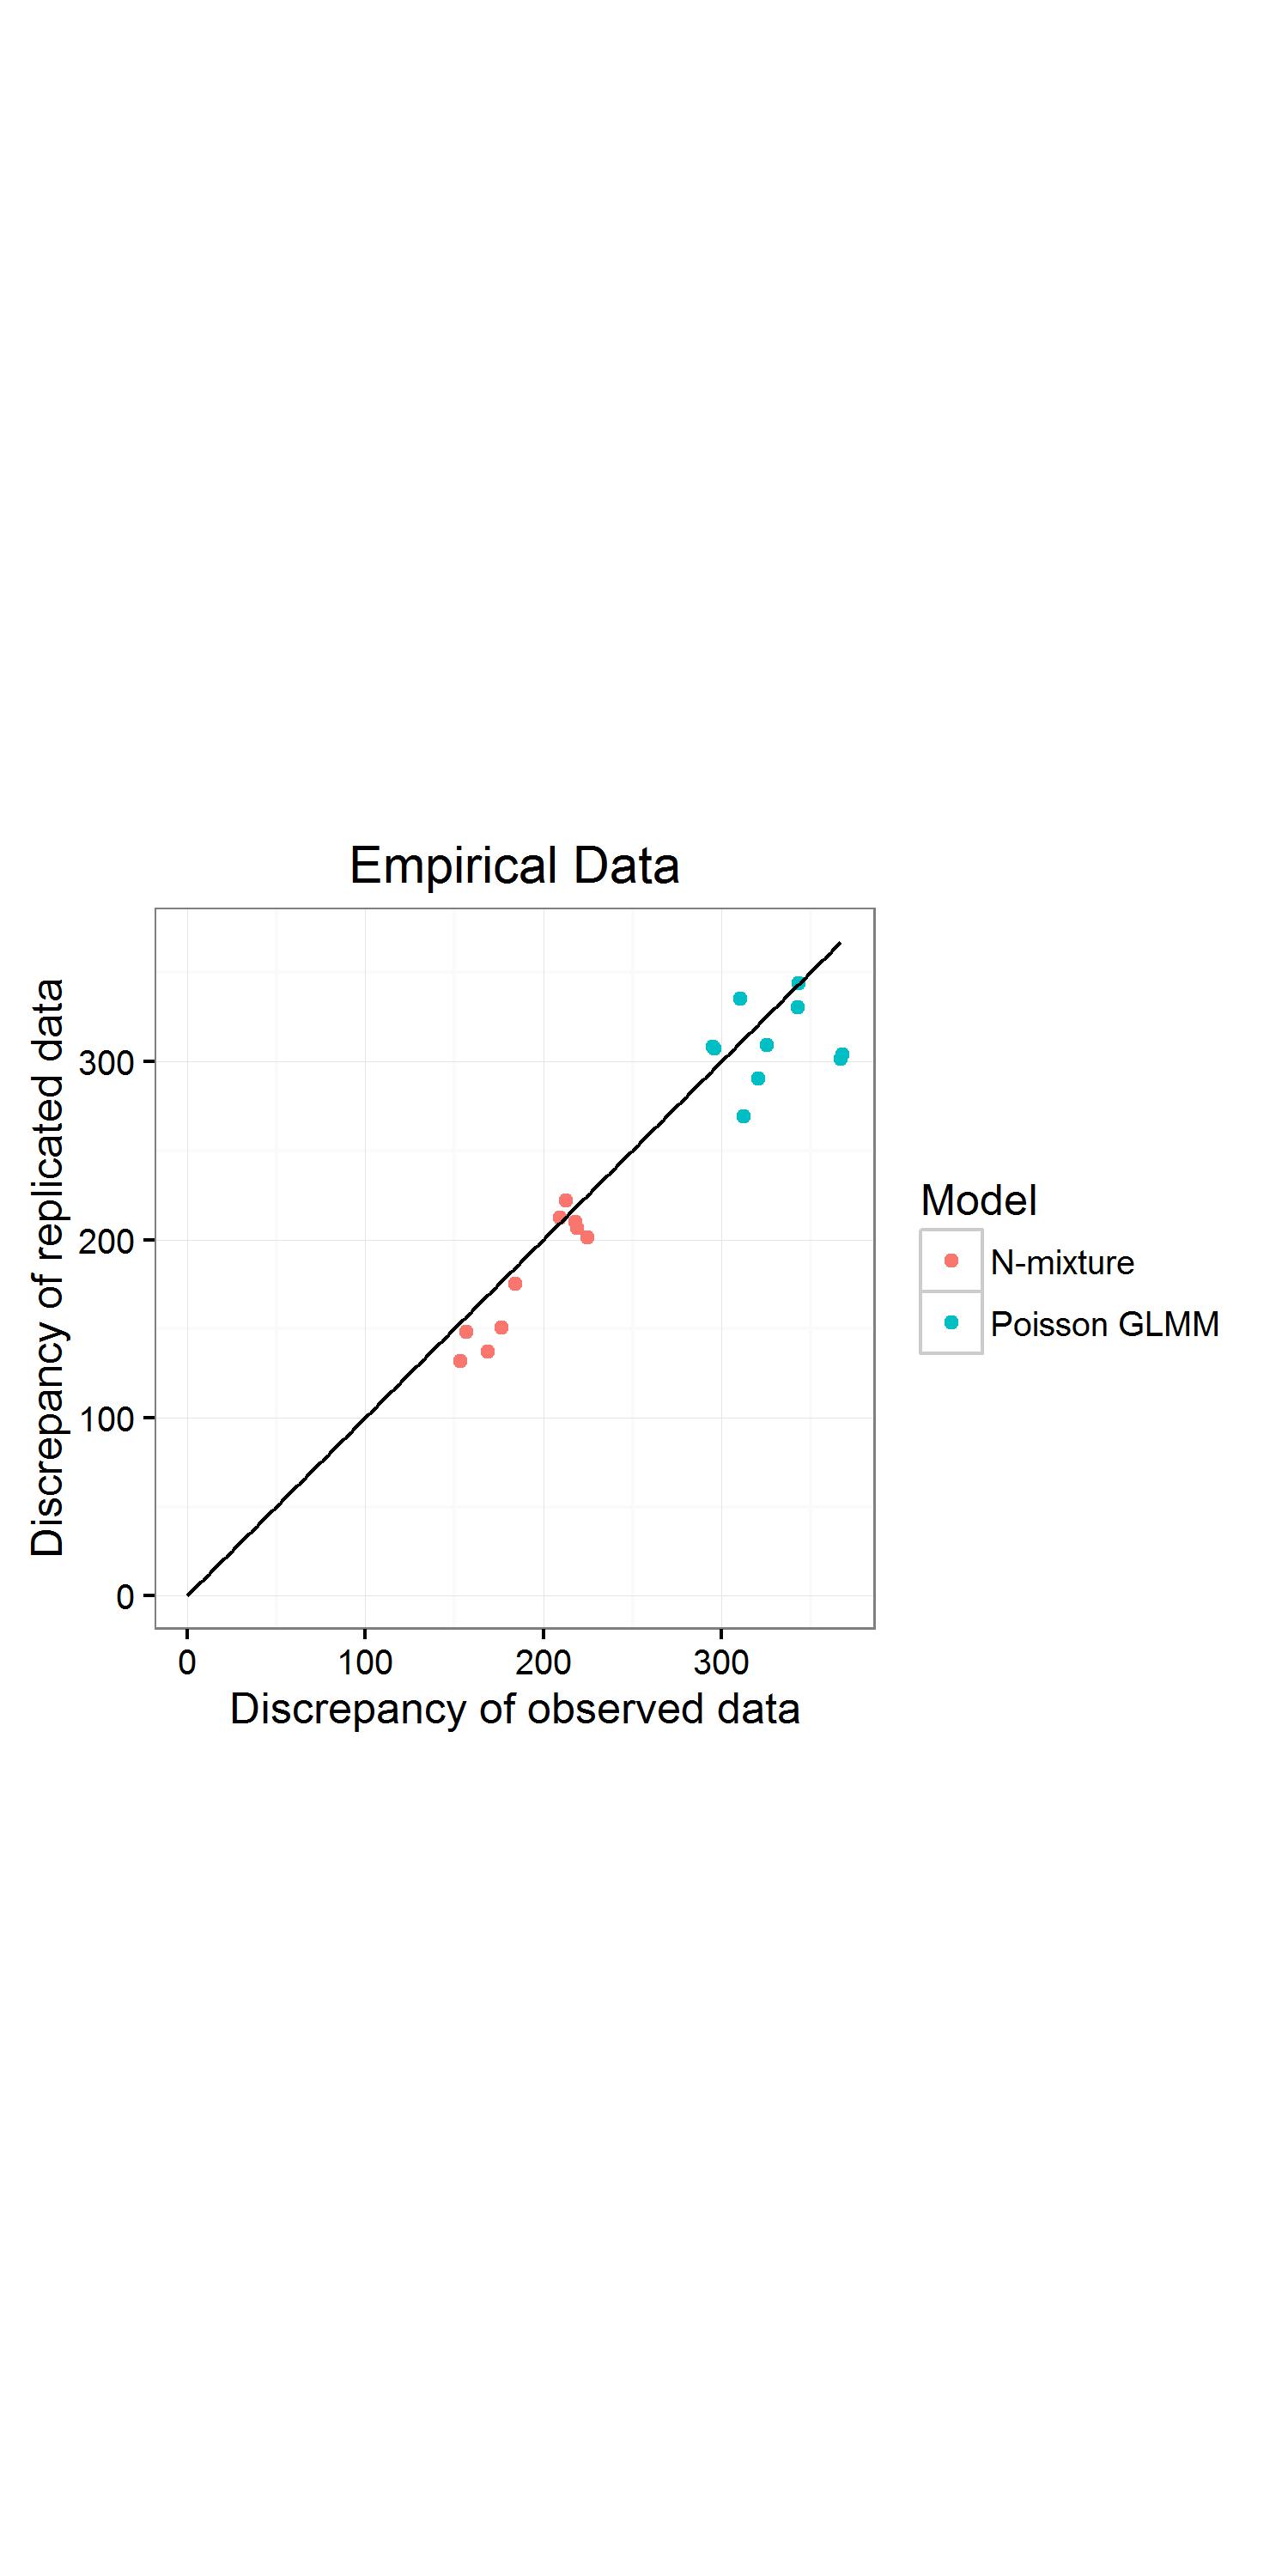 Empirical Data
Discrepancy of replicated data
300
200
100
0
0 100 200 300
Discrepancy of observed data
Model
N-mixture
Poisson GLMM